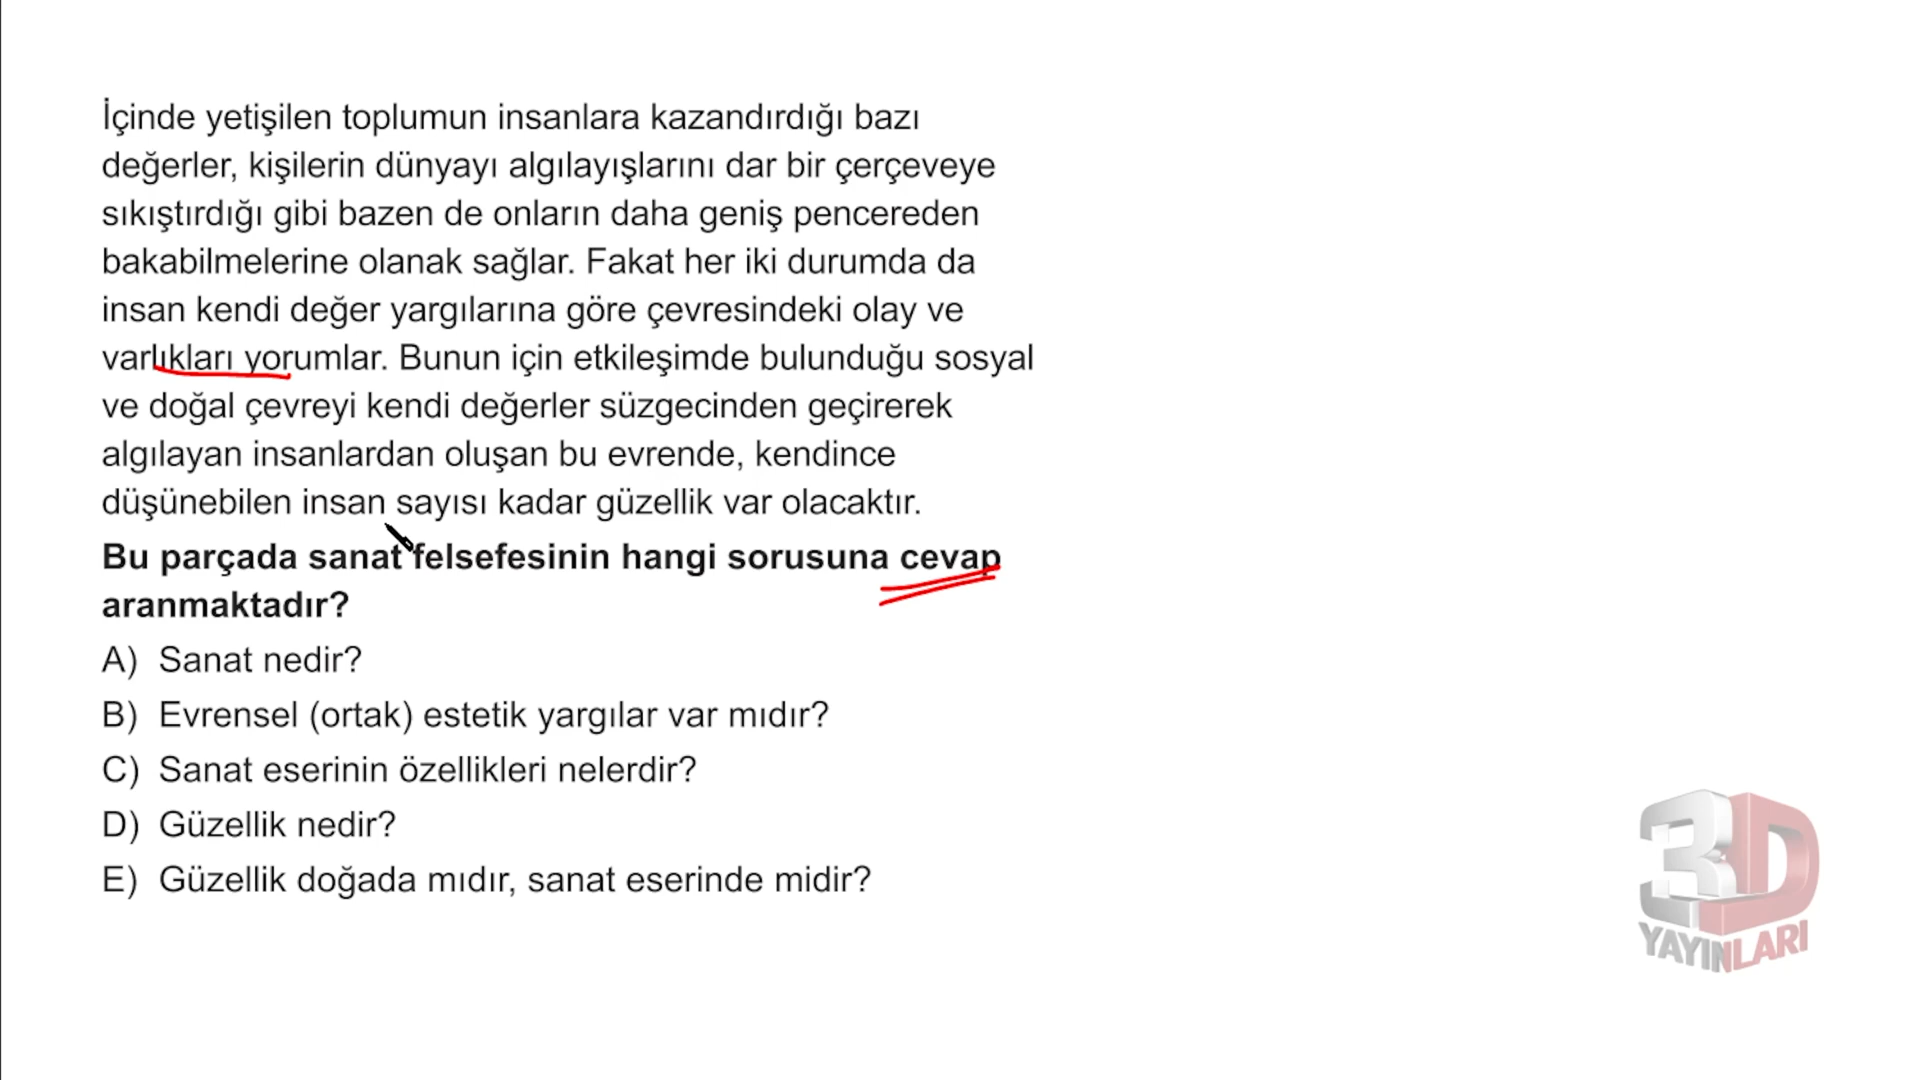 İçinde yetişilen toplumun insanlara kazandırdığı bazı
değerler, kişilerin dünyayı algılayışlarını dar bir çerçeveye
sıkıştırdığı gibi bazen de onların daha geniş pencereden
bakabilmelerine olanak sağlar. Fakat her iki durumda da
insan kendi değer yargılarına göre çevresindeki olay ve
varlıkları yorumlar. Bunun için etkileşimde bulunduğu sosyal
ve doğal çevreyi kendi değerler süzgecinden geçirerek
algılayan insanlardan oluşan bu evrende, kendince
düşünebilen insan sayısı kadar güzellik var olacaktır.
Bu parçada sanat felsefesinin hangi sorusuna cevap
aranmaktadır?
A) Sanat nedir?
B) Evrensel (ortak) estetik yargılar var mıdır?
C) Sanat eserinin özellikleri nelerdir?
D) Güzellik nedir?
E) Güzellik doğada mıdır, sanat eserinde midir?
3D
YAYINLARI